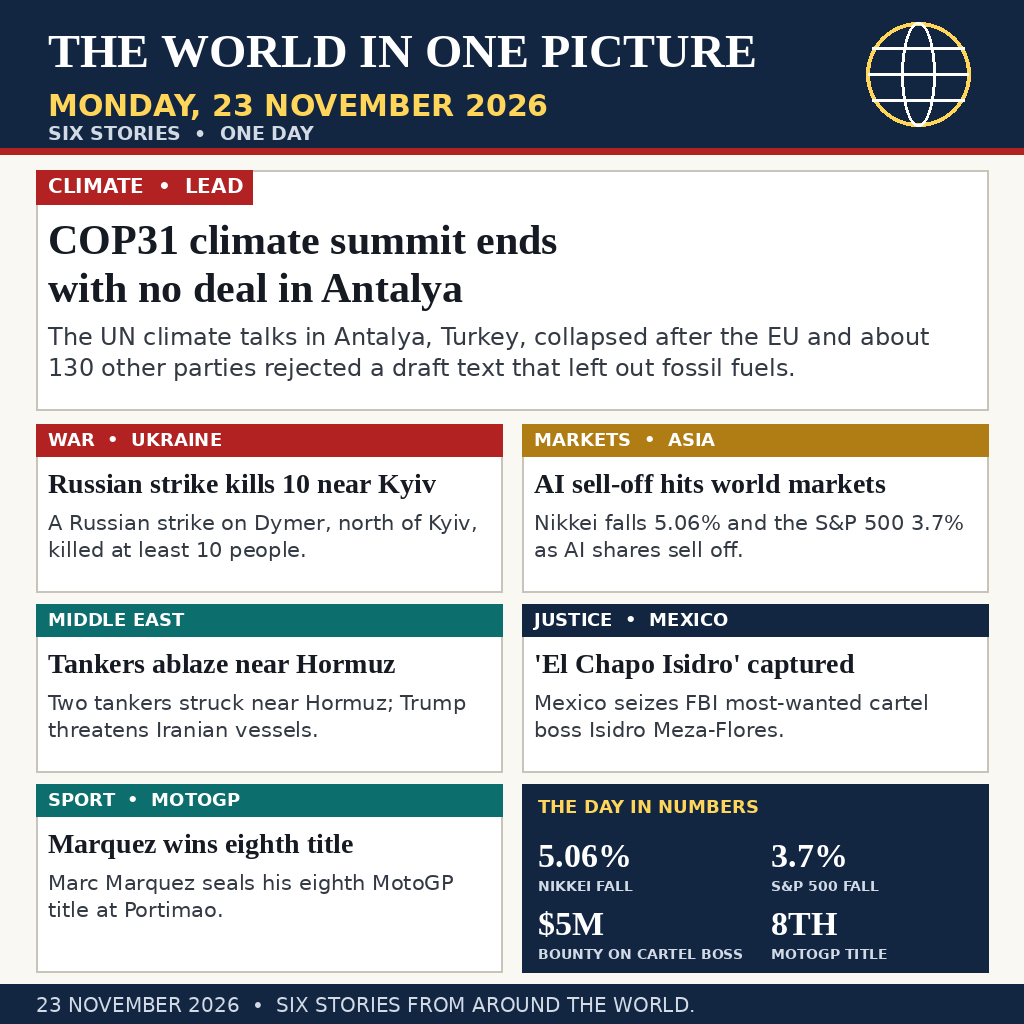 THE WORLD IN ONE PICTURE
MONDAY, 23 NOVEMBER 2026
SIX STORIES • ONE DAY
CLIMATE • LEAD
COP31 climate summit ends
with no deal in Antalya
The UN climate talks in Antalya, Turkey, collapsed after the EU and about
130 other parties rejected a draft text that left out fossil fuels.
WAR • UKRAINE
Russian strike kills 10 near Kyiv
A Russian strike on Dymer, north of Kyiv,
killed at least 10 people.
MARKETS • ASIA
AI sell-off hits world markets
Nikkei falls 5.06% and the S&P 500 3.7%
as AI shares sell off.
MIDDLE EAST
Tankers ablaze near Hormuz
Two tankers struck near Hormuz; Trump
threatens Iranian vessels.
JUSTICE • MEXICO
'El Chapo Isidro' captured
Mexico seizes FBI most-wanted cartel
boss Isidro Meza-Flores.
SPORT • MOTOGP
Marquez wins eighth title
Marc Marquez seals his eighth MotoGP
title at Portimao.
THE DAY IN NUMBERS
5.06%
NIKKEI FALL
3.7%
S&P 500 FALL
$5M
BOUNTY ON CARTEL BOSS
8TH
MOTOGP TITLE
23 NOVEMBER 2026 • SIX STORIES FROM AROUND THE WORLD.